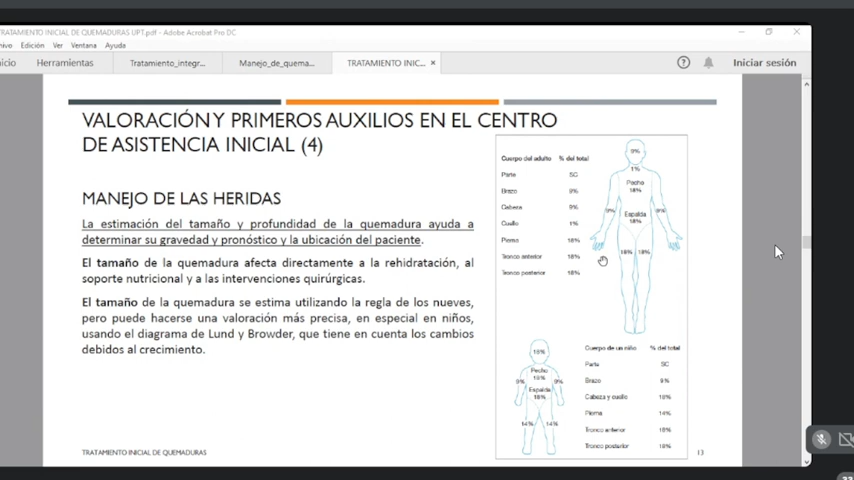 TRATAMIENTO INICIAL DE QUEMADURAS UPT.pdf - Adobe Acrobat Pro DC
Edición Ver Ventana Ayuda
Herramientas
Tratamiento_integr...
Manejo_de_quema...
TRATAMIENTO INIC... ×
Iniciar sesión
VALORACIÓN Y PRIMEROS AUXILIOS EN EL CENTRO
DE ASISTENCIA INICIAL (4)
MANEJO DE LAS HERIDAS
La estimación del tamaño y profundidad de la quemadura ayuda a
determinar su gravedad y pronóstico y la ubicación del paciente.
El tamaño de la quemadura afecta directamente a la rehidratación, al
soporte nutricional y a las intervenciones quirúrgicas.
El tamaño de la quemadura se estima utilizando la regla de los nueves,
pero puede hacerse una valoración más precisa, en especial en niños,
usando el diagrama de Lund y Browder, que tiene en cuenta los cambios
debidos al crecimiento.
Cuerpo del adulto % del total
Parte SC
Brazo 9%
Cabeza 9%
Cuello 1%
Pierna 18%
Tronco anterior 18%
Tronco posterior 18%
9%
1%
Pecho
18%
9% Espalda 9%
18%
18% 18%
Cuerpo de un niño % del total
Parte SC
Brazo 9%
Cabeza y cuello 18%
Pierna 14%
Tronco anterior 18%
Tronco posterior 18%
18%
Pecho
18%
9% 9%
Espalda
18%
14% 14%
TRATAMIENTO INICIAL DE QUEMADURAS
13